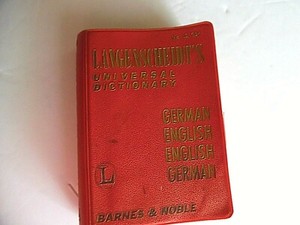 LANGENSCHEIDT'S
UNIVERSAL
DICTIONARY
GERMAN
ENGLISH
ENGLISH
GERMAN
L
BARNES & NOBLE